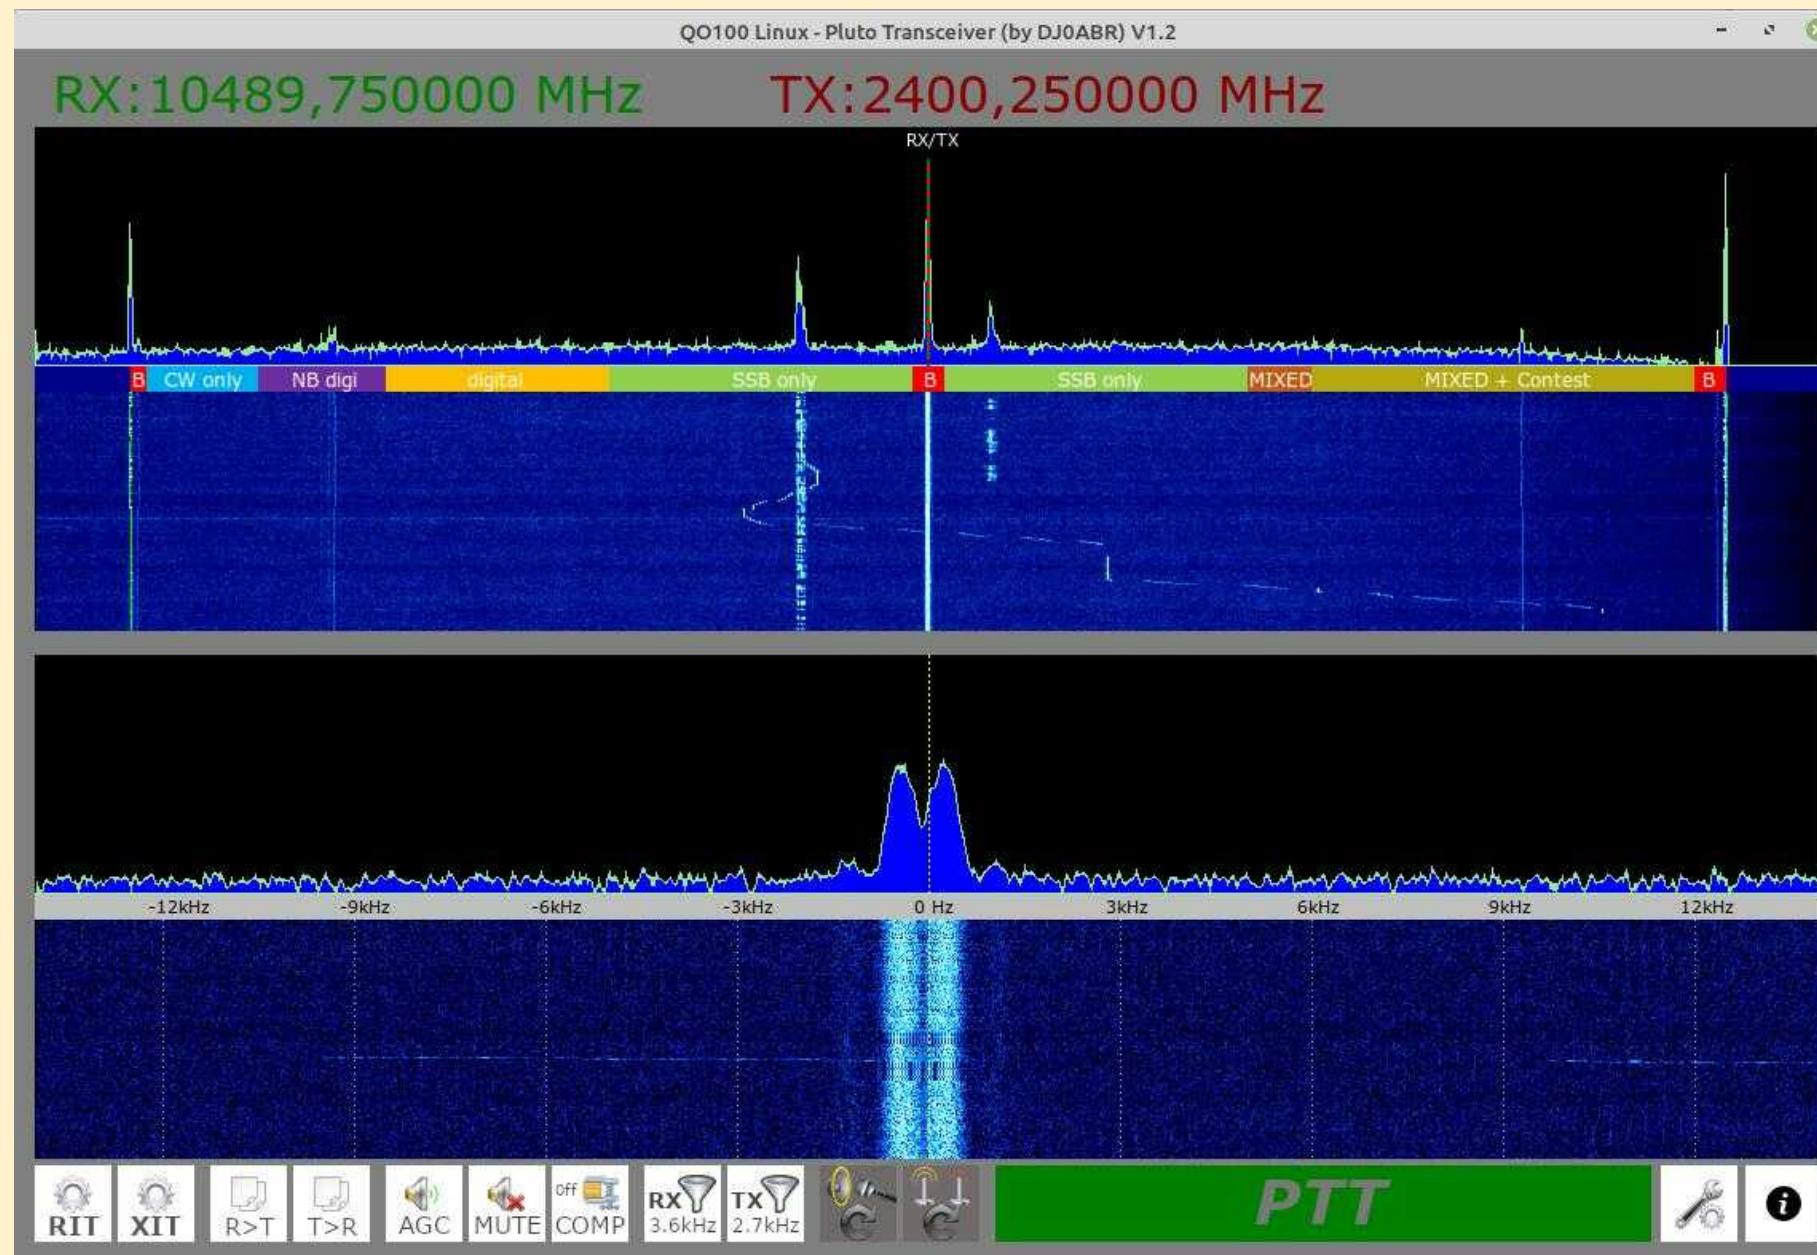 QO100 Linux - Pluto Transceiver (by DJ0ABR) V1.2
RX:10489,750000 MHz TX:2400,250000 MHz
RX/TX
B CW only NB digi digital SSB only B SSB only MIXED MIXED + Contest B
-12kHz -9kHz -6kHz -3kHz 0 Hz 3kHz 6kHz 9kHz 12kHz
RIT XIT R>T T>R AGC MUTE Off COMP RX 3.6kHz TX 2.7kHz PTT i